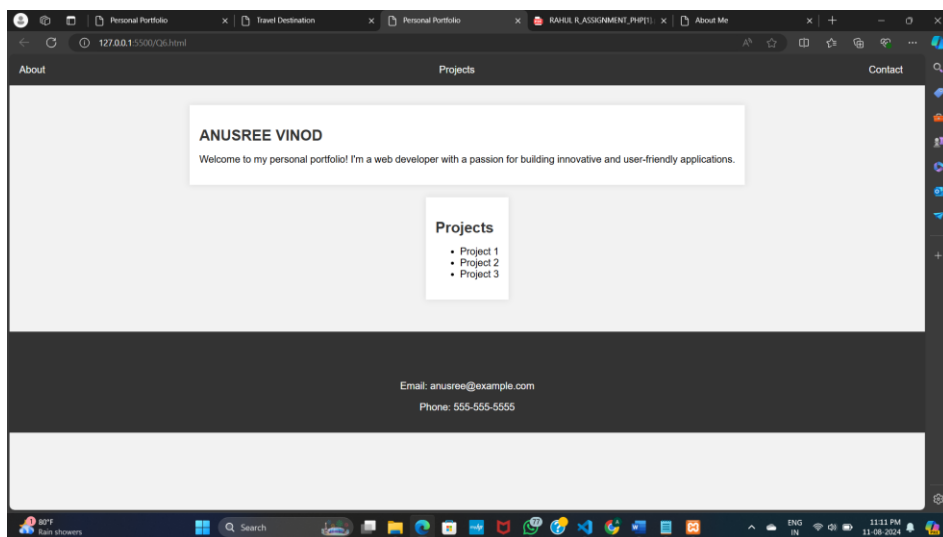 Personal Portfolio
Travel Destination
Personal Portfolio
RAHUL R_ASSIGNMENT_PHP[1]
About Me
127.0.0.1:5500/Q6.html
About
Projects
Contact
ANUSREE VINOD
Welcome to my personal portfolio! I'm a web developer with a passion for building innovative and user-friendly applications.
Projects
• Project 1
• Project 2
• Project 3
Email: anusree@example.com
Phone: 555-555-5555
80°F
Rain showers
Search
ENG
IN
11:11 PM
11-08-2024